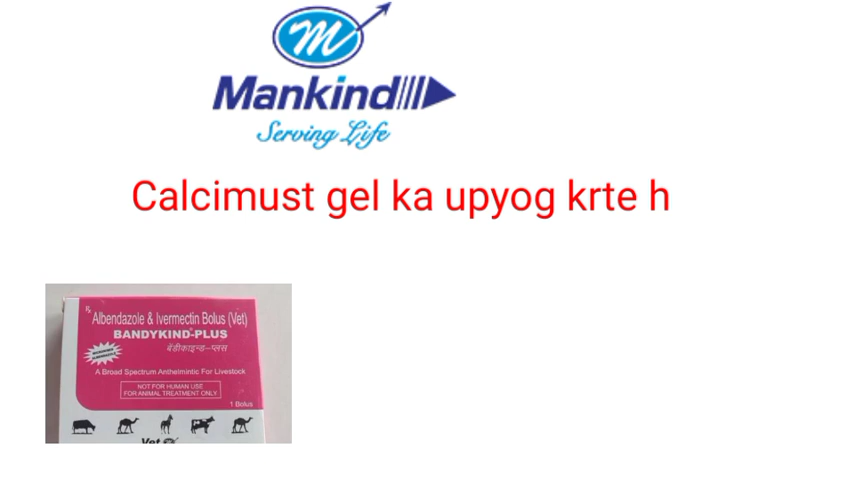 m
Mankind
Serving Life
Calcimust gel ka upyog krte h
Rx
Albendazole & Ivermectin Bolus (Vet)
BANDYKIND-PLUS
बैंडीकाइन्ड-प्लस
A Broad Spectrum Anthelmintic For Livestock
NOT FOR HUMAN USE
FOR ANIMAL TREATMENT ONLY
1 Bolus
Vet